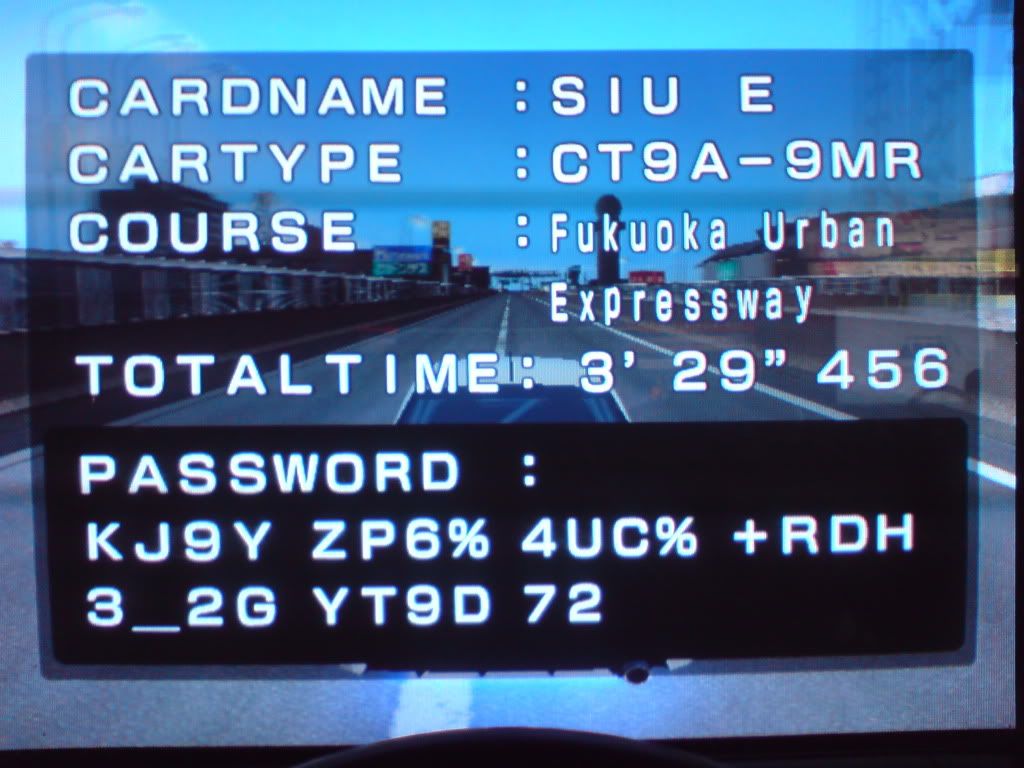 CARDNAME : SIU E
CARTYPE : CT9A-9MR
COURSE : Fukuoka Urban
Expressway
TOTALTIME: 3’ 29” 456
PASSWORD :
KJ9Y ZP6% 4UC% +RDH
3_2G YT9D 72